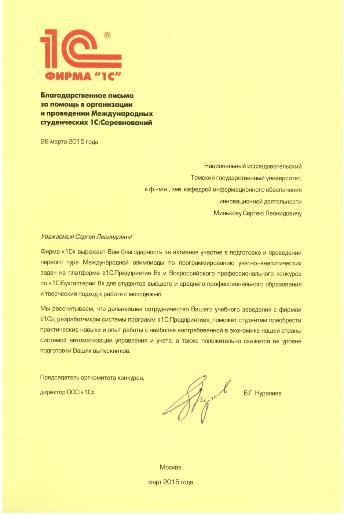 1С®
ФИРМА "1С"
Благодарственное письмо
за помощь в организации
и проведении Международных
студенческих 1С:Соревнований
28 марта 2015 года
Национальный исследовательский
Томский государственный университет,
к.ф.-м.н., зав. кафедрой информационного обеспечения
инновационной деятельности
Минькову Сергею Леонидовичу
Уважаемый Сергей Леонидович!
Фирма «1С» выражает Вам благодарность за активное участие в подготовке и проведении
первого тура Международной олимпиады по программированию учетно-аналитических
задач на платформе «1С:Предприятие 8» и Всероссийского профессионального конкурса
по «1С:Бухгалтерии 8» для студентов высшего и среднего профессионального образования
и творческий подход к работе с молодежью.
Мы рассчитываем, что дальнейшее сотрудничество Вашего учебного заведения с фирмой
«1С», разработчиком системы программ «1С:Предприятие», поможет студентам приобрести
практические навыки и опыт работы с наиболее востребованной в экономике нашей страны
системой автоматизации управления и учета, а также положительно скажется на уровне
подготовки Ваших выпускников.
Председатель оргкомитета конкурса,
директор ООО «1С»
Б.Г. Нуралиев
Москва
март 2015 года